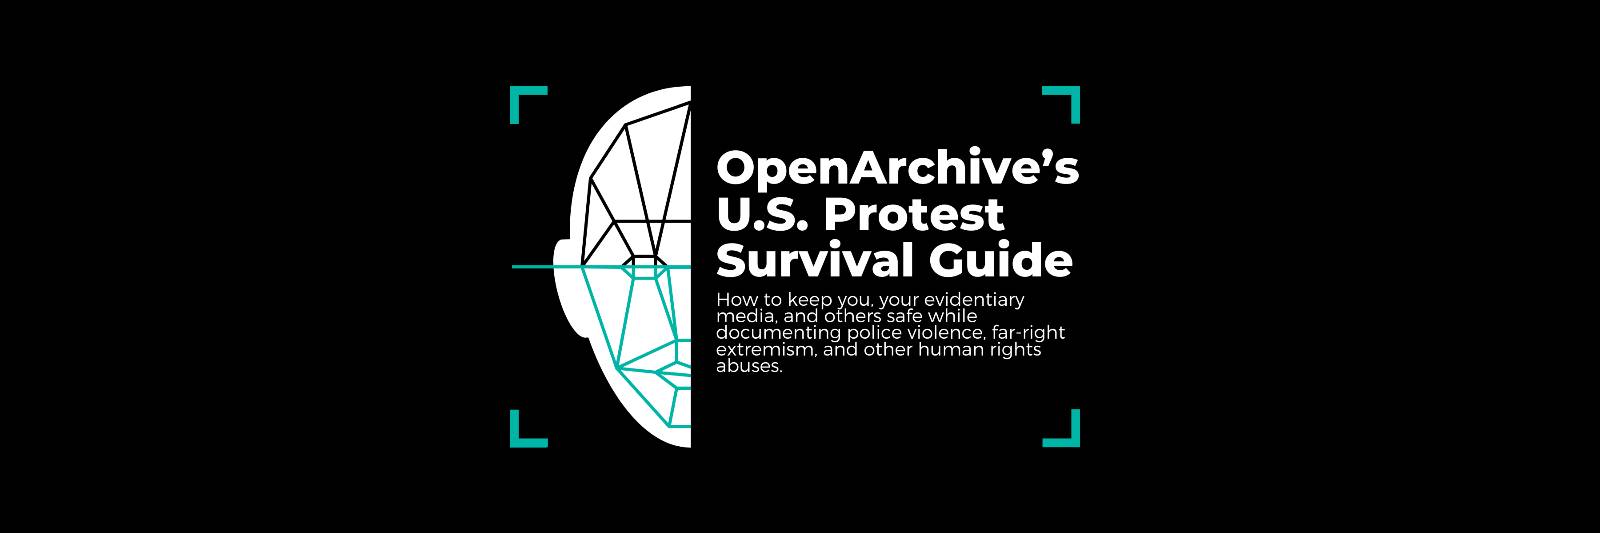 OpenArchive’s
U.S. Protest
Survival Guide
How to keep you, your evidentiary
media, and others safe while
documenting police violence, far-right
extremism, and other human rights
abuses.